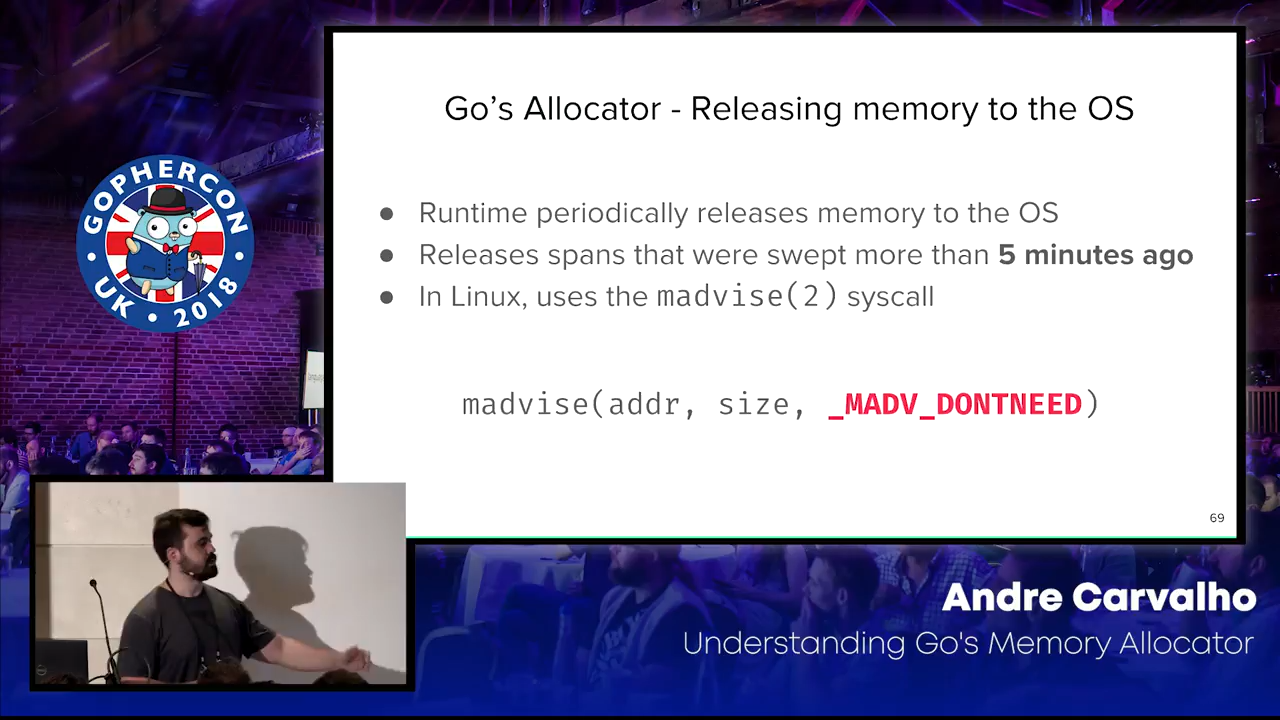 Go’s Allocator - Releasing memory to the OS
● Runtime periodically releases memory to the OS
● Releases spans that were swept more than 5 minutes ago
● In Linux, uses the madvise(2) syscall
madvise(addr, size, _MADV_DONTNEED)
69
GOPHERCON
UK • 2018
Andre Carvalho
Understanding Go's Memory Allocator